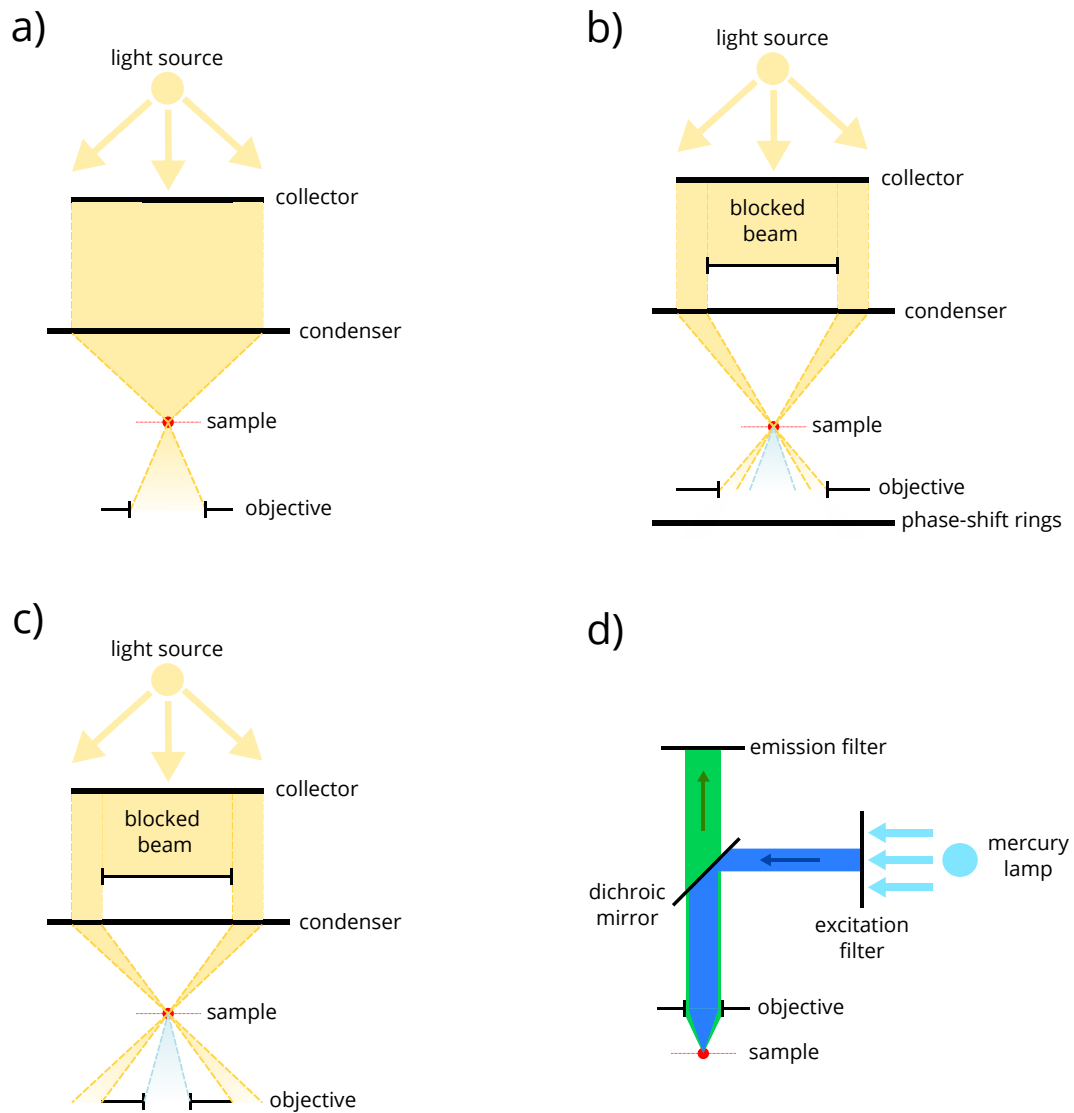 a)
light source
collector
condenser
sample
objective
b)
light source
collector
blocked
beam
condenser
sample
objective
phase-shift rings
c)
light source
collector
blocked
beam
condenser
sample
objective
d)
emission filter
mercury
lamp
dichroic
mirror
excitation
filter
objective
sample